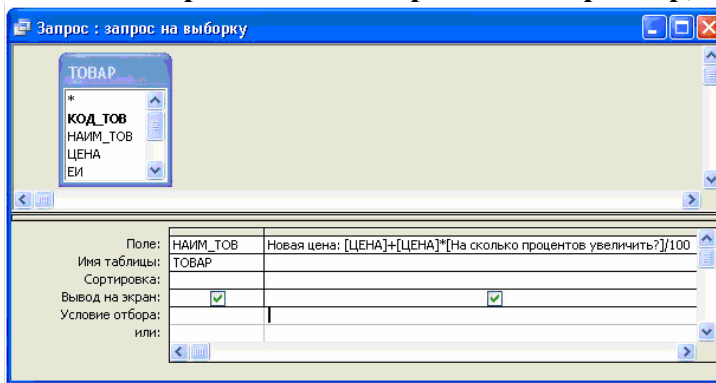 Запрос : запрос на выборку
ТОВАР
*
КОД_ТОВ
НАИМ_ТОВ
ЦЕНА
ЕИ
Поле: НАИМ_ТОВ Новая цена: [ЦЕНА]+[ЦЕНА]*[На сколько процентов увеличить?]/100
Имя таблицы: ТОВАР
Сортировка:
Вывод на экран:
Условие отбора:
или: